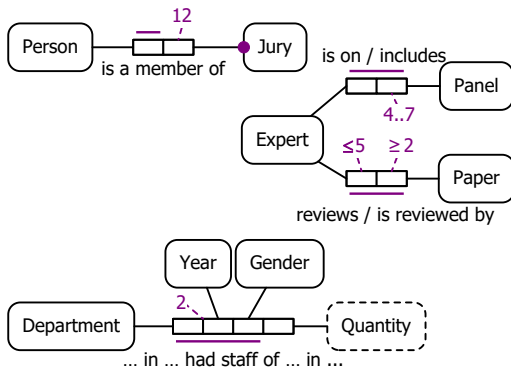 12
Person
Jury
is a member of
is on / includes
Panel
4..7
Expert
≤5 ≥2
Paper
reviews / is reviewed by
Year Gender
2
Department
Quantity
... in ... had staff of ... in ...